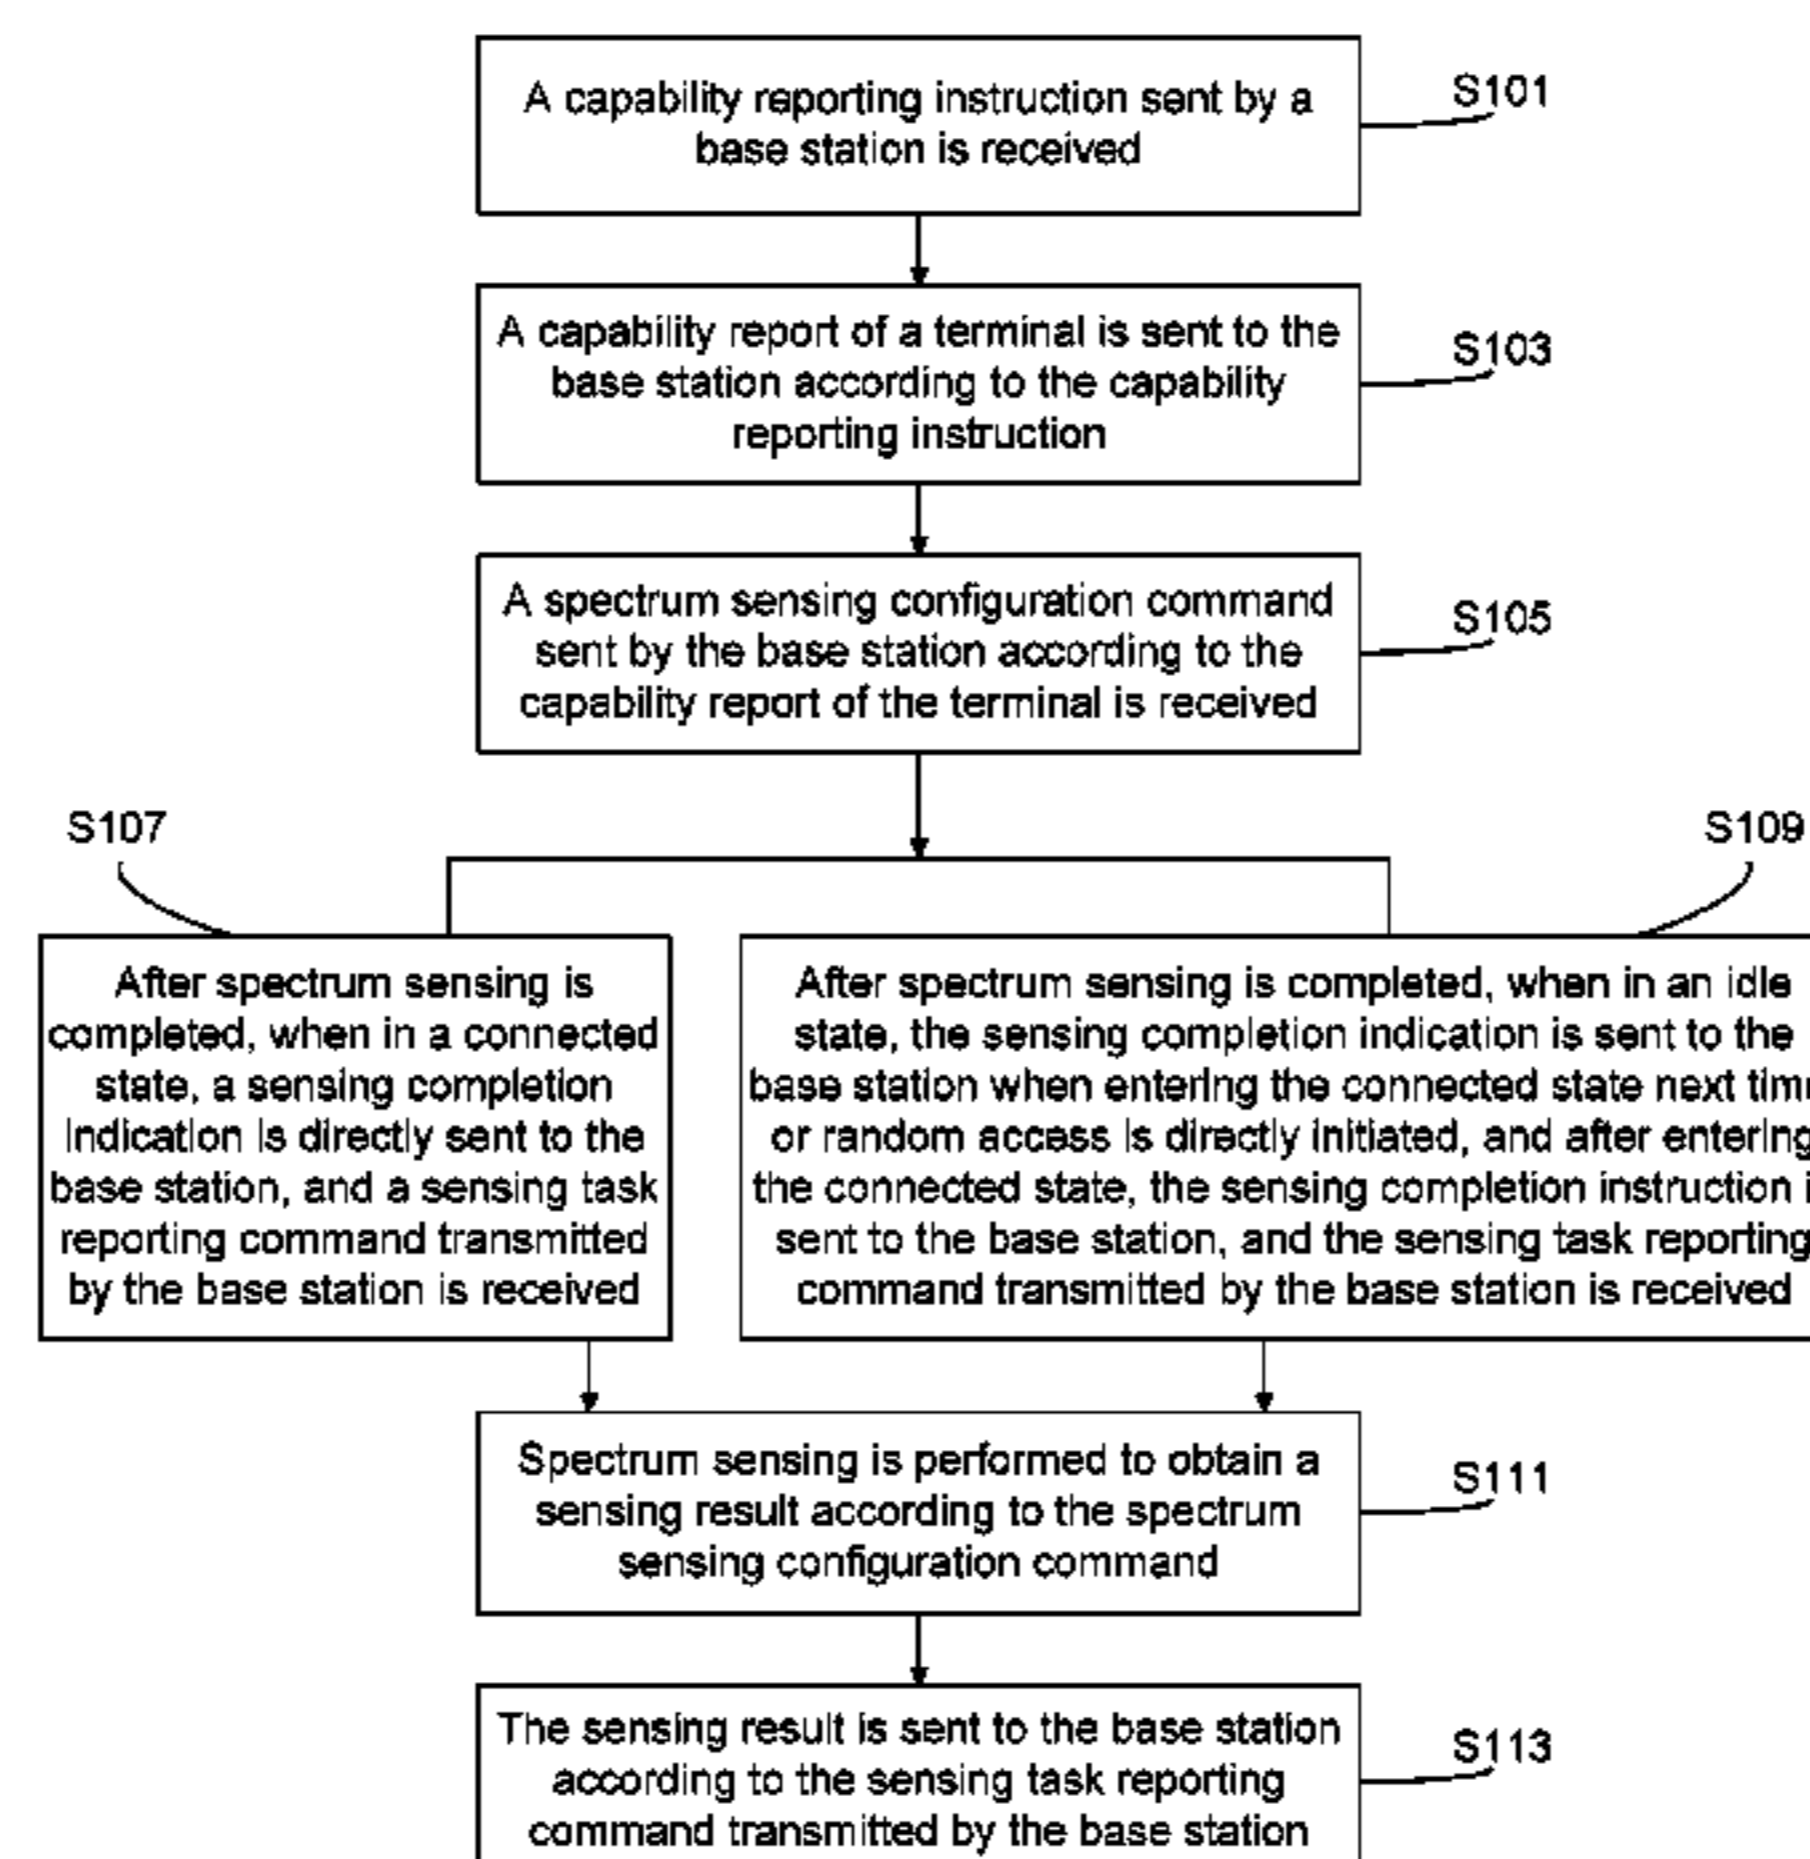 A capability reporting instruction sent by a
base station is received
S101
A capability report of a terminal is sent to the
base station according to the capability
reporting instruction
S103
A spectrum sensing configuration command
sent by the base station according to the
capability report of the terminal is received
S105
S107
S109
After spectrum sensing is
completed, when in a connected
state, a sensing completion
indication is directly sent to the
base station, and a sensing task
reporting command transmitted
by the base station is received
After spectrum sensing is completed, when in an idle
state, the sensing completion indication is sent to the
base station when entering the connected state next
or random access is directly initiated, and after entering
the connected state, the sensing completion instruction
sent to the base station, and the sensing task reporting
command transmitted by the base station is received
Spectrum sensing is performed to obtain a
sensing result according to the spectrum
sensing configuration command
S111
The sensing result is sent to the base station
according to the sensing task reporting
command transmitted by the base station
S113